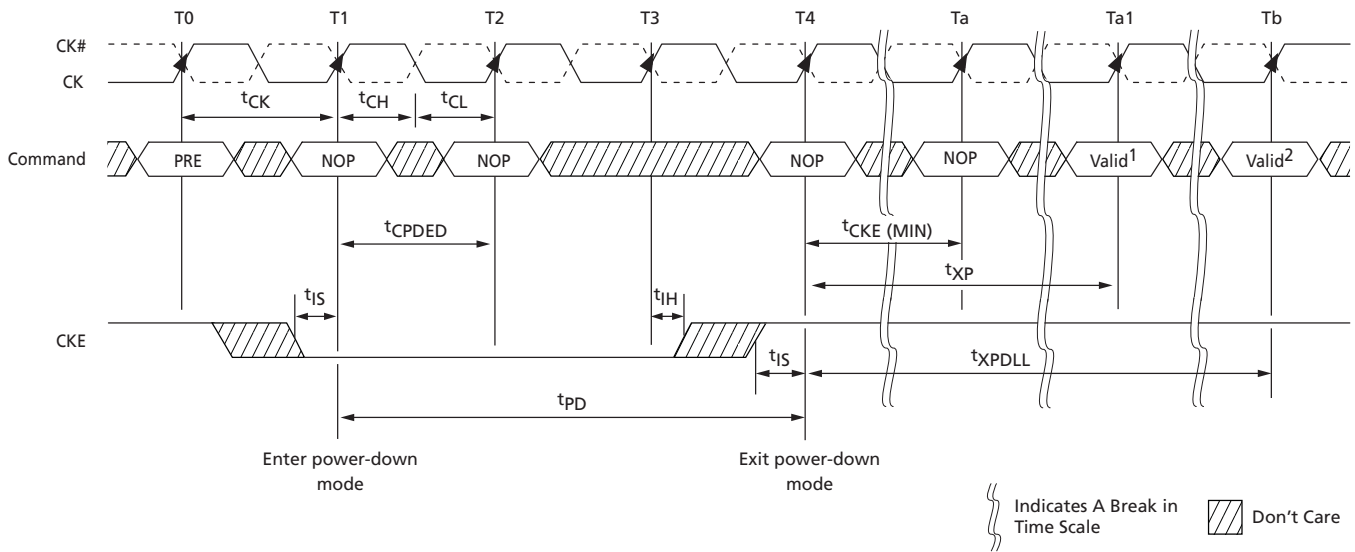 T0 T1 T2 T3 T4 Ta Ta1 Tb
CK#
CK
tCK tCH tCL
Command PRE NOP NOP NOP NOP Valid1 Valid2
tCPDED tCKE (MIN)
tXP
tIS tIH
CKE
tIS tXPDLL
tPD
Enter power-down
mode
Exit power-down
mode
Indicates A Break in
Time Scale
Don't Care